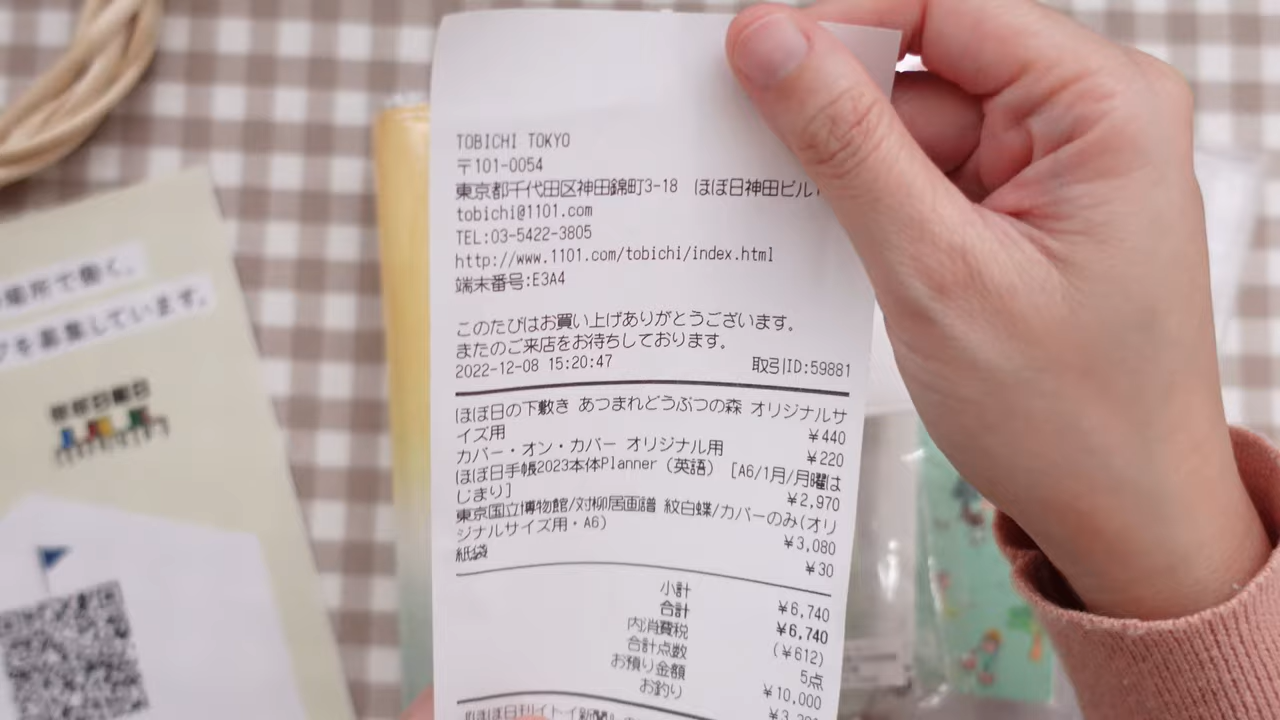 TOBICHI TOKYO
〒101-0054
東京都千代田区神田錦町3-18 ほぼ日神田ビル
tobichi@1101.com
TEL:03-5422-3805
http://www.1101.com/tobichi/index.html
端末番号:E3A4
このたびはお買い上げありがとうございます。
またのご来店をお待ちしております。
2022-12-08 15:20:47 取引ID:59881
ほぼ日の下敷き あつまれどうぶつの森 オリジナルサ
イズ用 ¥440
カバー・オン・カバー オリジナル用 ¥220
ほぼ日手帳2023本体Planner（英語） [A6/1月/月曜は
じまり] ¥2,970
東京国立博物館/対柳居画譜 紋白蝶/カバーのみ(オリ
ジナルサイズ用・A6) ¥3,080
紙袋 ¥30
小計 ¥6,740
合計 ¥6,740
内消費税 (¥612)
合計点数 5点
お預り金額 ¥10,000
お釣り
場所で働く。
を募集しています。
ほぼ日曜日